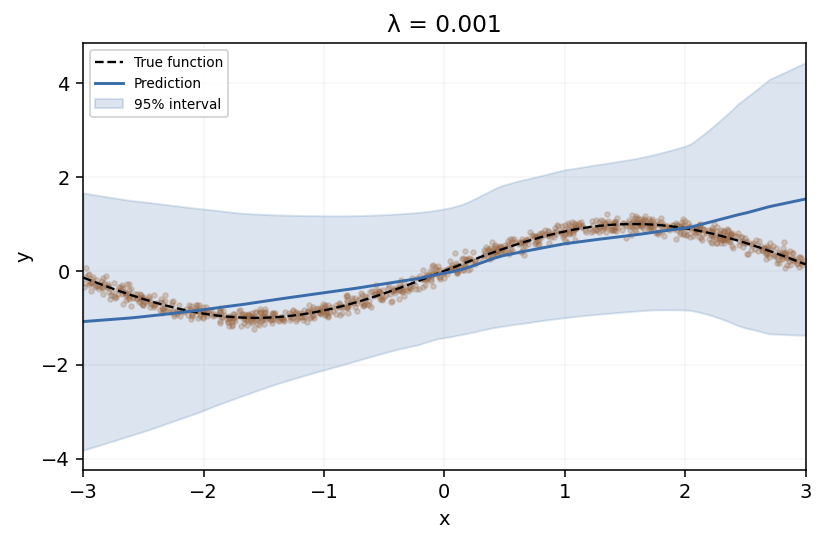 λ = 0.001
True function
Prediction
95% interval
y
4
2
0
−2
−4
−3 −2 −1 0 1 2 3
x